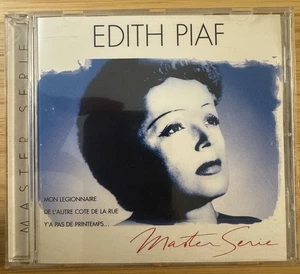 EDITH PIAF
MASTER SERIE
MON LEGIONNAIRE
DE L'AUTRE COTE DE LA RUE
Y'A PAS DE PRINTEMPS...
Master Serie